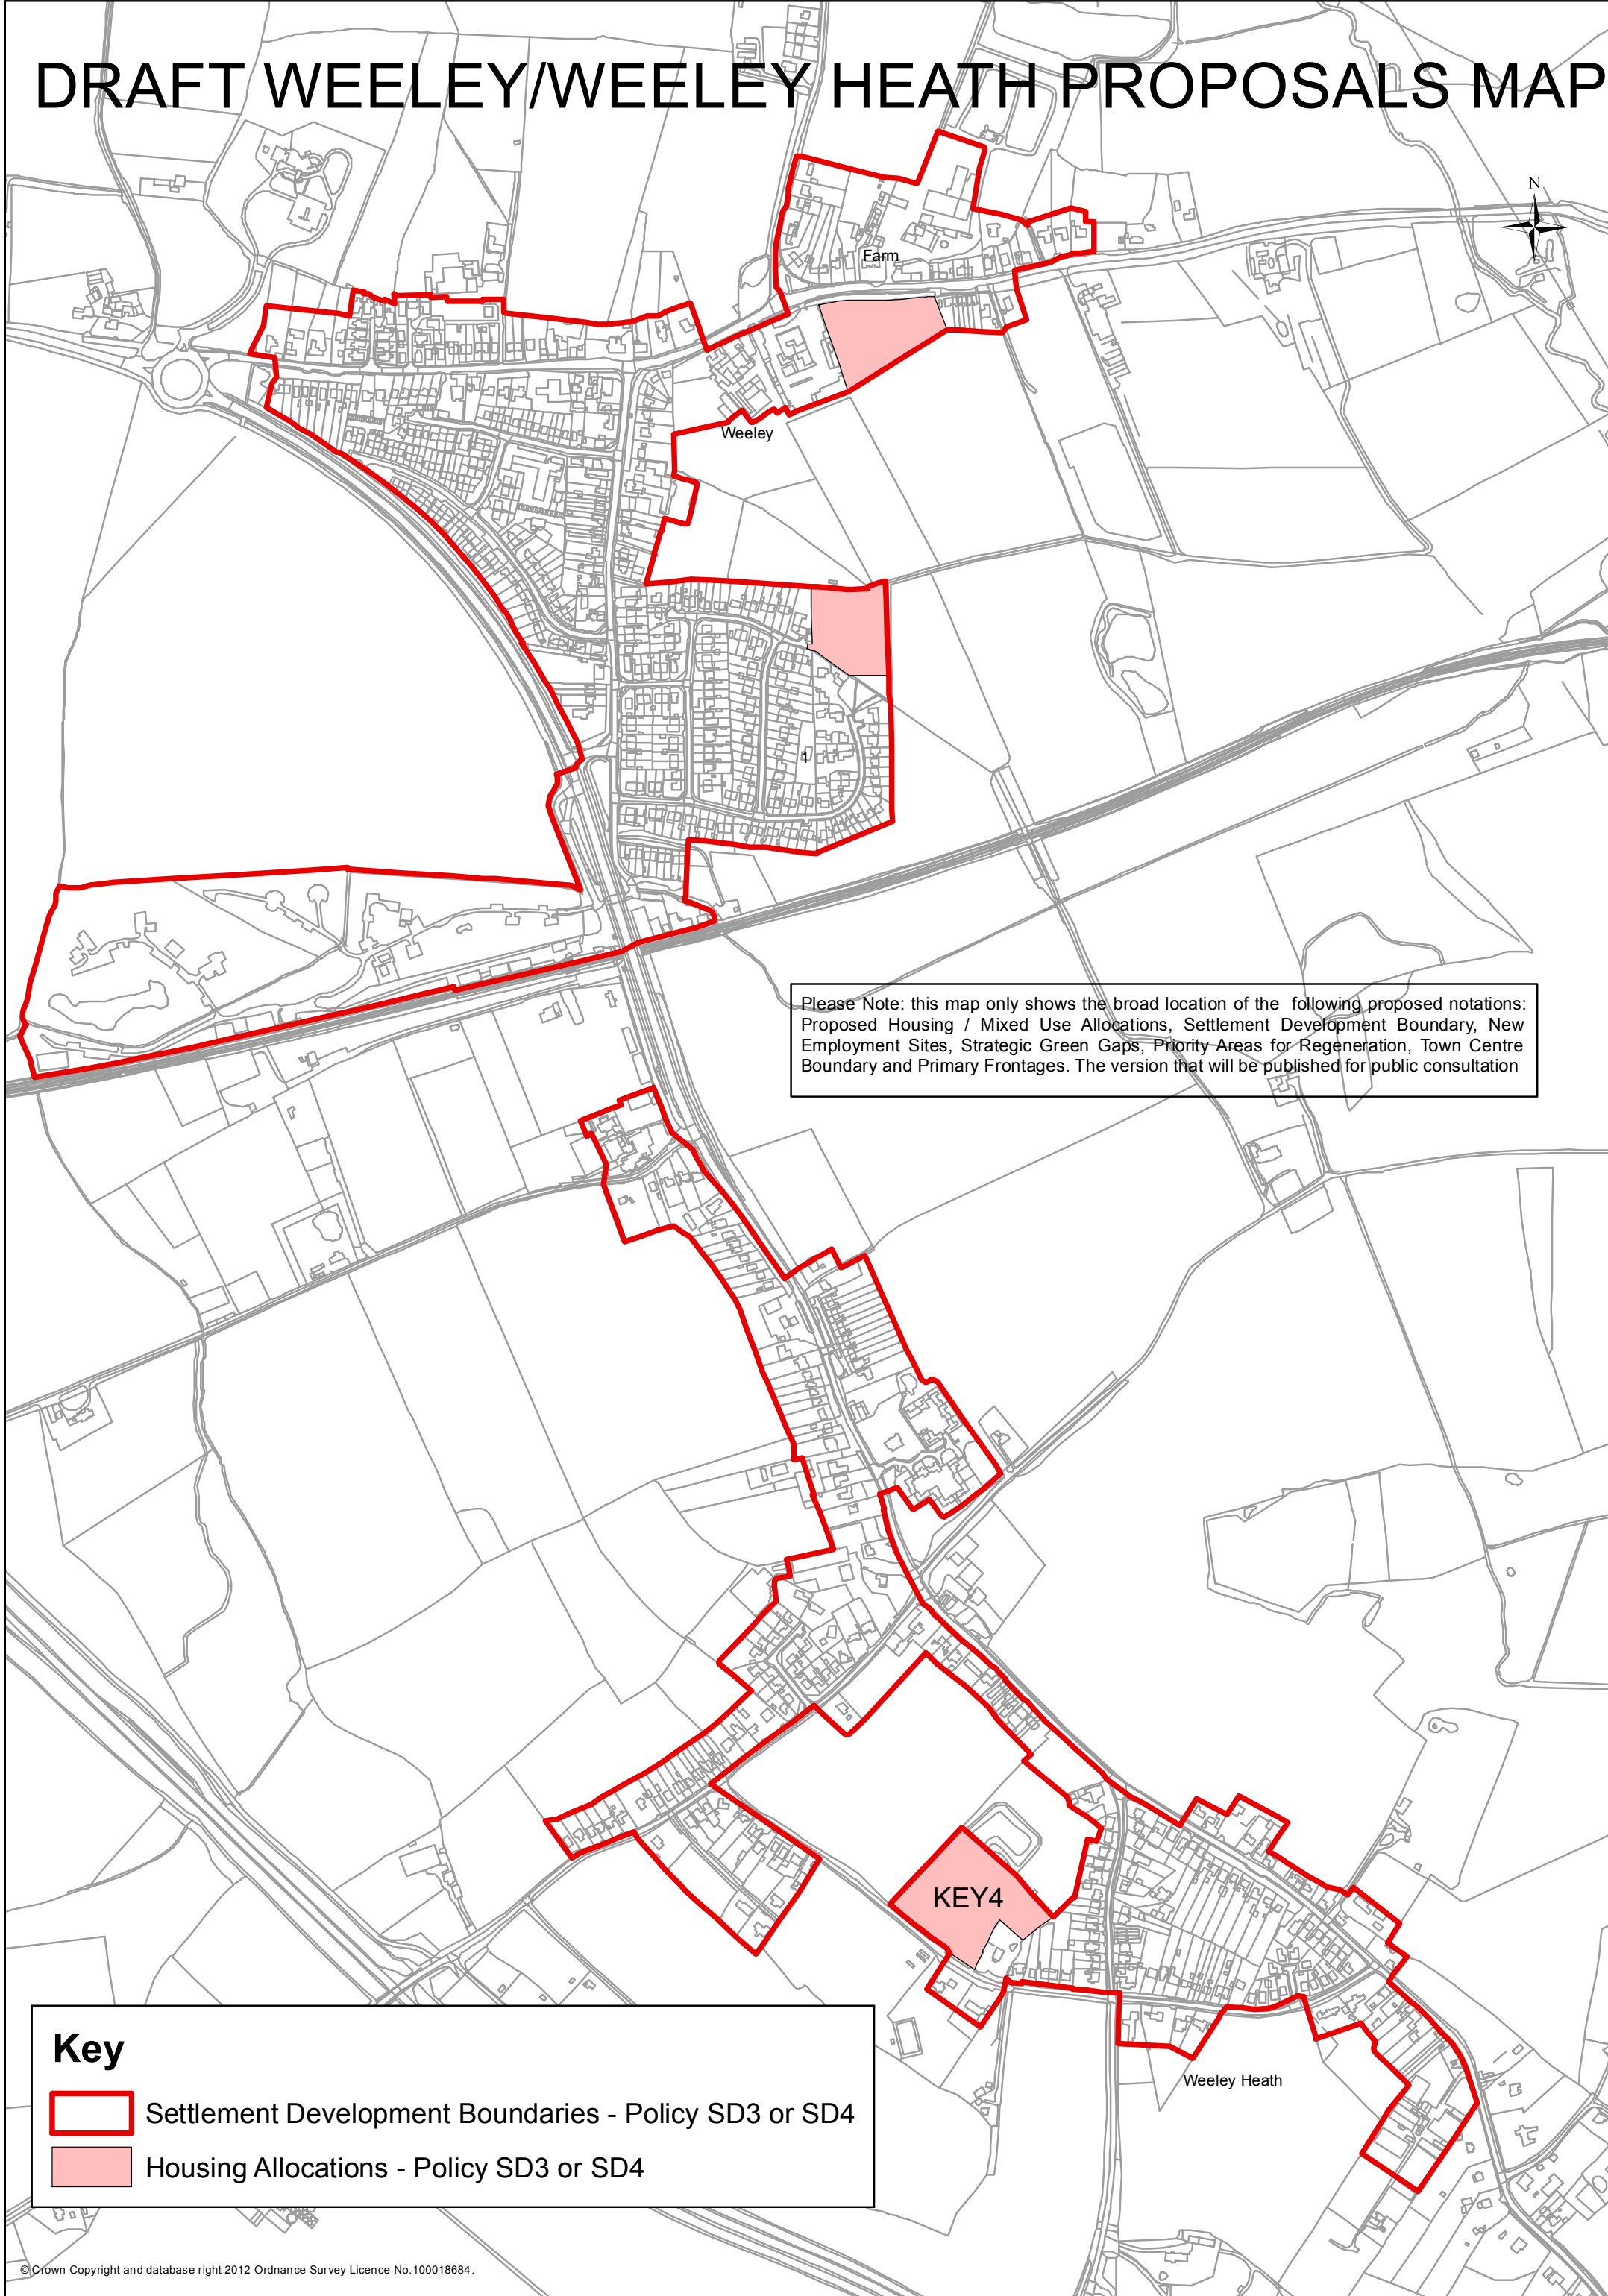 DRAFT WEELEY/WEELEY HEATH PROPOSALS MAP
N
Farm
Weeley
1
Please Note: this map only shows the broad location of the following proposed notations:
Proposed Housing / Mixed Use Allocations, Settlement Development Boundary, New
Employment Sites, Strategic Green Gaps, Priority Areas for Regeneration, Town Centre
Boundary and Primary Frontages. The version that will be published for public consultation
KEY4
Weeley Heath
Key
Settlement Development Boundaries - Policy SD3 or SD4
Housing Allocations - Policy SD3 or SD4
© Crown Copyright and database right 2012 Ordnance Survey Licence No.100018684.